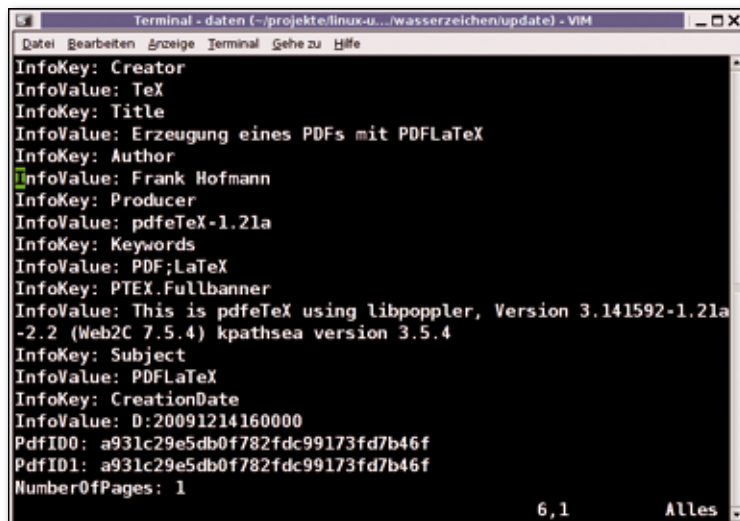 Terminal - daten (~/projekte/linux-u.../wasserzeichen/update) - VIM
Datei Bearbeiten Anzeige Terminal Gehe zu Hilfe
InfoKey: Creator
InfoValue: TeX
InfoKey: Title
InfoValue: Erzeugung eines PDFs mit PDFLaTeX
InfoKey: Author
InfoValue: Frank Hofmann
InfoKey: Producer
InfoValue: pdfeTeX-1.21a
InfoKey: Keywords
InfoValue: PDF;LaTeX
InfoKey: PTEX.Fullbanner
InfoValue: This is pdfeTeX using libpoppler, Version 3.141592-1.21a
-2.2 (Web2C 7.5.4) kpathsea version 3.5.4
InfoKey: Subject
InfoValue: PDFLaTeX
InfoKey: CreationDate
InfoValue: D:20091214160000
PdfID0: a931c29e5db0f782fdc99173fd7b46f
PdfID1: a931c29e5db0f782fdc99173fd7b46f
NumberOfPages: 1
6,1 Alles